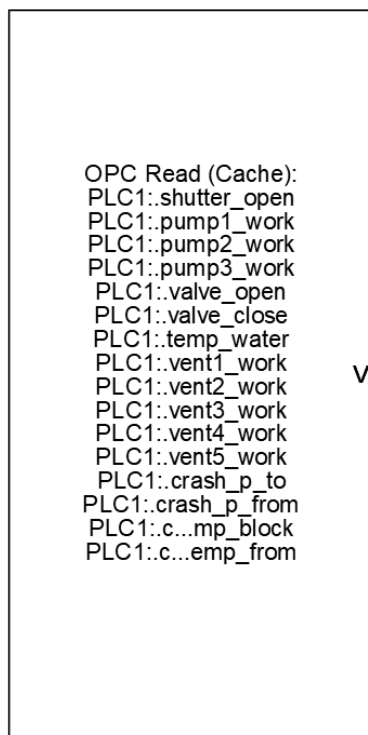 OPC Read (Cache):
PLC1:.shutter_open
PLC1:.pump1_work
PLC1:.pump2_work
PLC1:.pump3_work
PLC1:.valve_open
PLC1:.valve_close
PLC1:.temp_water
PLC1:.vent1_work
PLC1:.vent2_work
PLC1:.vent3_work
PLC1:.vent4_work
PLC1:.vent5_work
PLC1:.crash_p_to
PLC1:.crash_p_from
PLC1:.c...mp_block
PLC1:.c...emp_from
V